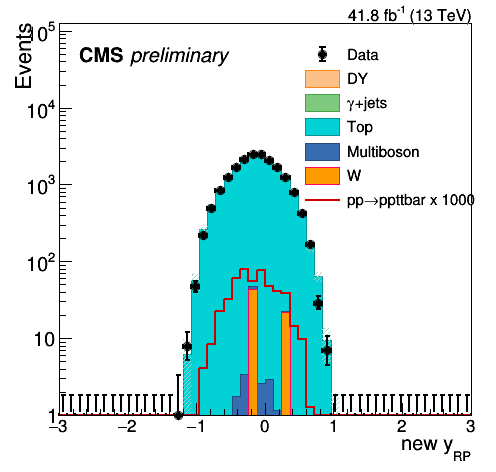 41.8 fb⁻¹ (13 TeV)
Events
CMS preliminary
Data
DY
γ+jets
Top
Multiboson
W
pp→ppttbar x 1000
10⁵
10⁴
10³
10²
10
1
−3 −2 −1 0 1 2 3
new y_RP